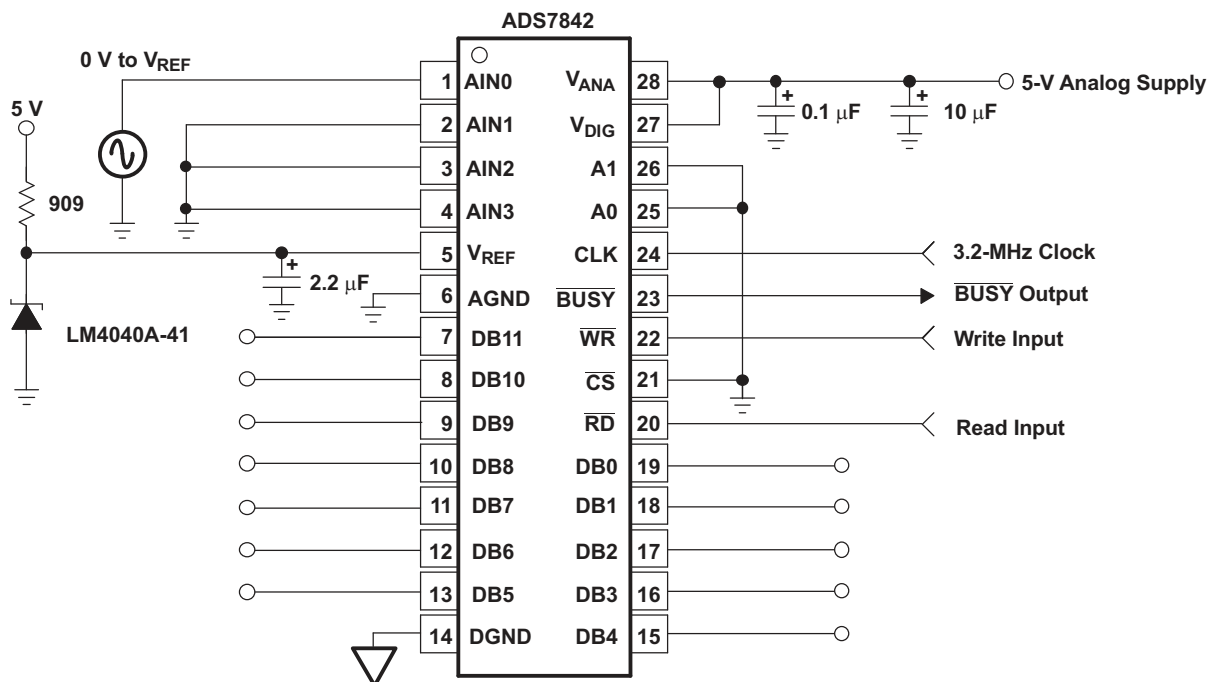 ADS7842
0 V to VREF
5 V
909
LM4040A-41
2.2 μF
1 AIN0
2 AIN1
3 AIN2
4 AIN3
5 VREF
6 AGND
7 DB11
8 DB10
9 DB9
10 DB8
11 DB7
12 DB6
13 DB5
14 DGND
VANA 28
VDIG 27
A1 26
A0 25
CLK 24
BUSY 23
WR 22
CS 21
RD 20
DB0 19
DB1 18
DB2 17
DB3 16
DB4 15
+
0.1 μF
+
10 μF
+
5-V Analog Supply
3.2-MHz Clock
BUSY Output
Write Input
Read Input